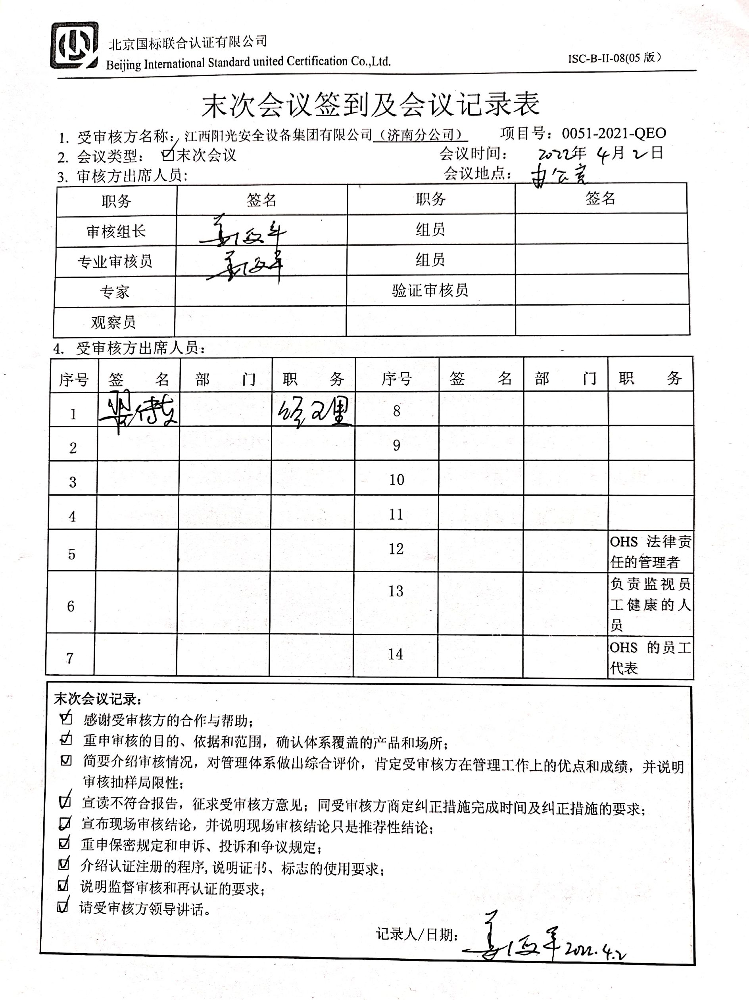 北京国标联合认证有限公司
Beijing International Standard united Certification Co.,Ltd.
ISC-B-II-08(05 版）
末次会议签到及会议记录表
1. 受审核方名称：江西阳光安全设备集团有限公司（济南分公司） 项目号：0051-2021-QEO
2. 会议类型： ☑末次会议 会议时间： 2022年 4月 2日
3. 审核方出席人员: 会议地点： 办公室
职务 签名 职务 签名
审核组长 组员
专业审核员 组员
专家 验证审核员
观察员
4. 受审核方出席人员：
序号 签 名 部 门 职 务 序号 签 名 部 门 职 务
1 经理 8
2 9
3 10
4 11
5 12 OHS 法律责
任的管理者
6 13 负责监视员
工健康的人
员
7 14 OHS 的员工
代表
末次会议记录：
☑ 感谢受审核方的合作与帮助；
☑ 重申审核的目的、依据和范围，确认体系覆盖的产品和场所；
☑ 简要介绍审核情况，对管理体系做出综合评价，肯定受审核方在管理工作上的优点和成绩，并说明
审核抽样局限性；
☑ 宣读不符合报告，征求受审核方意见；同受审核方商定纠正措施完成时间及纠正措施的要求；
☑ 宣布现场审核结论，并说明现场审核结论只是推荐性结论；
☑ 重申保密规定和申诉、投诉和争议规定；
☑ 介绍认证注册的程序,说明证书、标志的使用要求；
☑ 说明监督审核和再认证的要求；
☑ 请受审核方领导讲话。
记录人/日期： 2022.4.2